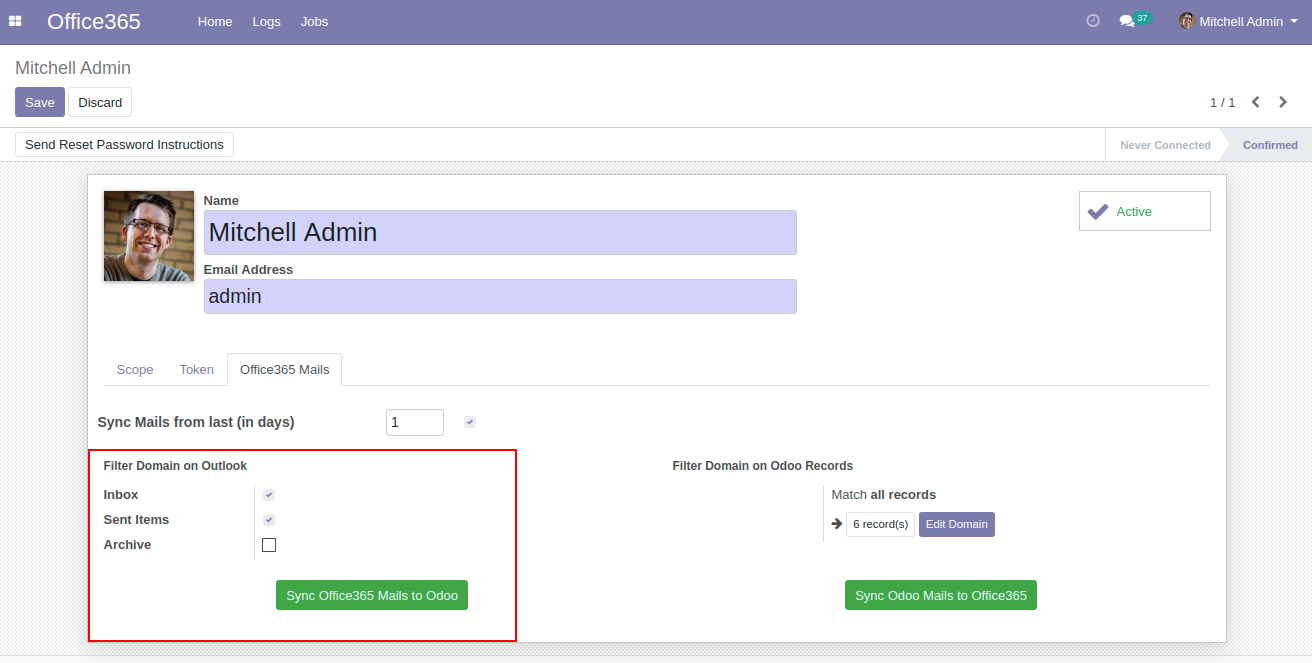 Office365 Home Logs Jobs 37 Mitchell Admin
Mitchell Admin
Save Discard 1 / 1
Send Reset Password Instructions Never Connected Confirmed
Name
Mitchell Admin
Active
Email Address
admin
Scope Token Office365 Mails
Sync Mails from last (in days) 1
Filter Domain on Outlook Filter Domain on Odoo Records
Inbox Match all records
Sent Items 6 record(s) Edit Domain
Archive
Sync Office365 Mails to Odoo Sync Odoo Mails to Office365